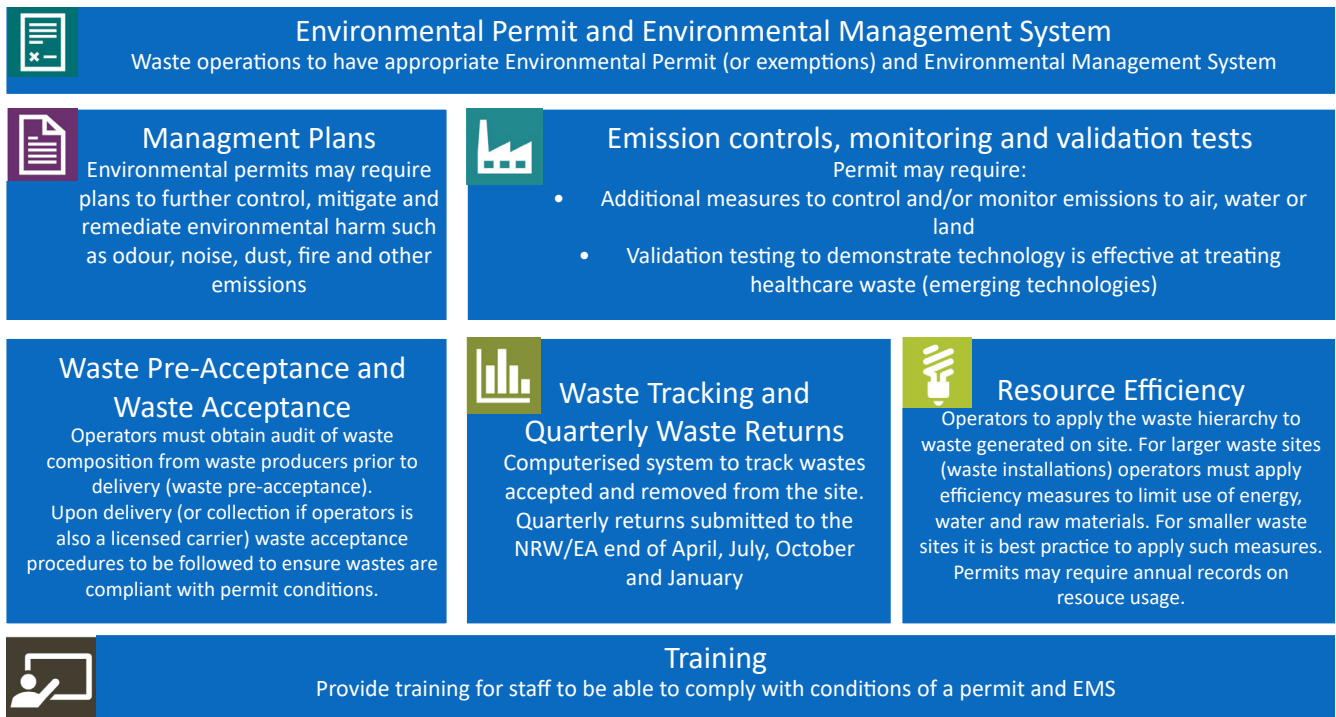 Environmental Permit and Environmental Management System
Waste operations to have appropriate Environmental Permit (or exemptions) and Environmental Management System
Managment Plans
Environmental permits may require
plans to further control, mitigate and
remediate environmental harm such
as odour, noise, dust, fire and other
emissions
Emission controls, monitoring and validation tests
Permit may require:
• Additional measures to control and/or monitor emissions to air, water or
land
• Validation testing to demonstrate technology is effective at treating
healthcare waste (emerging technologies)
Waste Pre-Acceptance and
Waste Acceptance
Operators must obtain audit of waste
composition from waste producers prior to
delivery (waste pre-acceptance).
Upon delivery (or collection if operators is
also a licensed carrier) waste acceptance
procedures to be followed to ensure wastes are
compliant with permit conditions.
Waste Tracking and
Quarterly Waste Returns
Computerised system to track wastes
accepted and removed from the site.
Quarterly returns submitted to the
NRW/EA end of April, July, October
and January
Resource Efficiency
Operators to apply the waste hierarchy to
waste generated on site. For larger waste sites
(waste installations) operators must apply
efficiency measures to limit use of energy,
water and raw materials. For smaller waste
sites it is best practice to apply such measures.
Permits may require annual records on
resouce usage.
Training
Provide training for staff to be able to comply with conditions of a permit and EMS